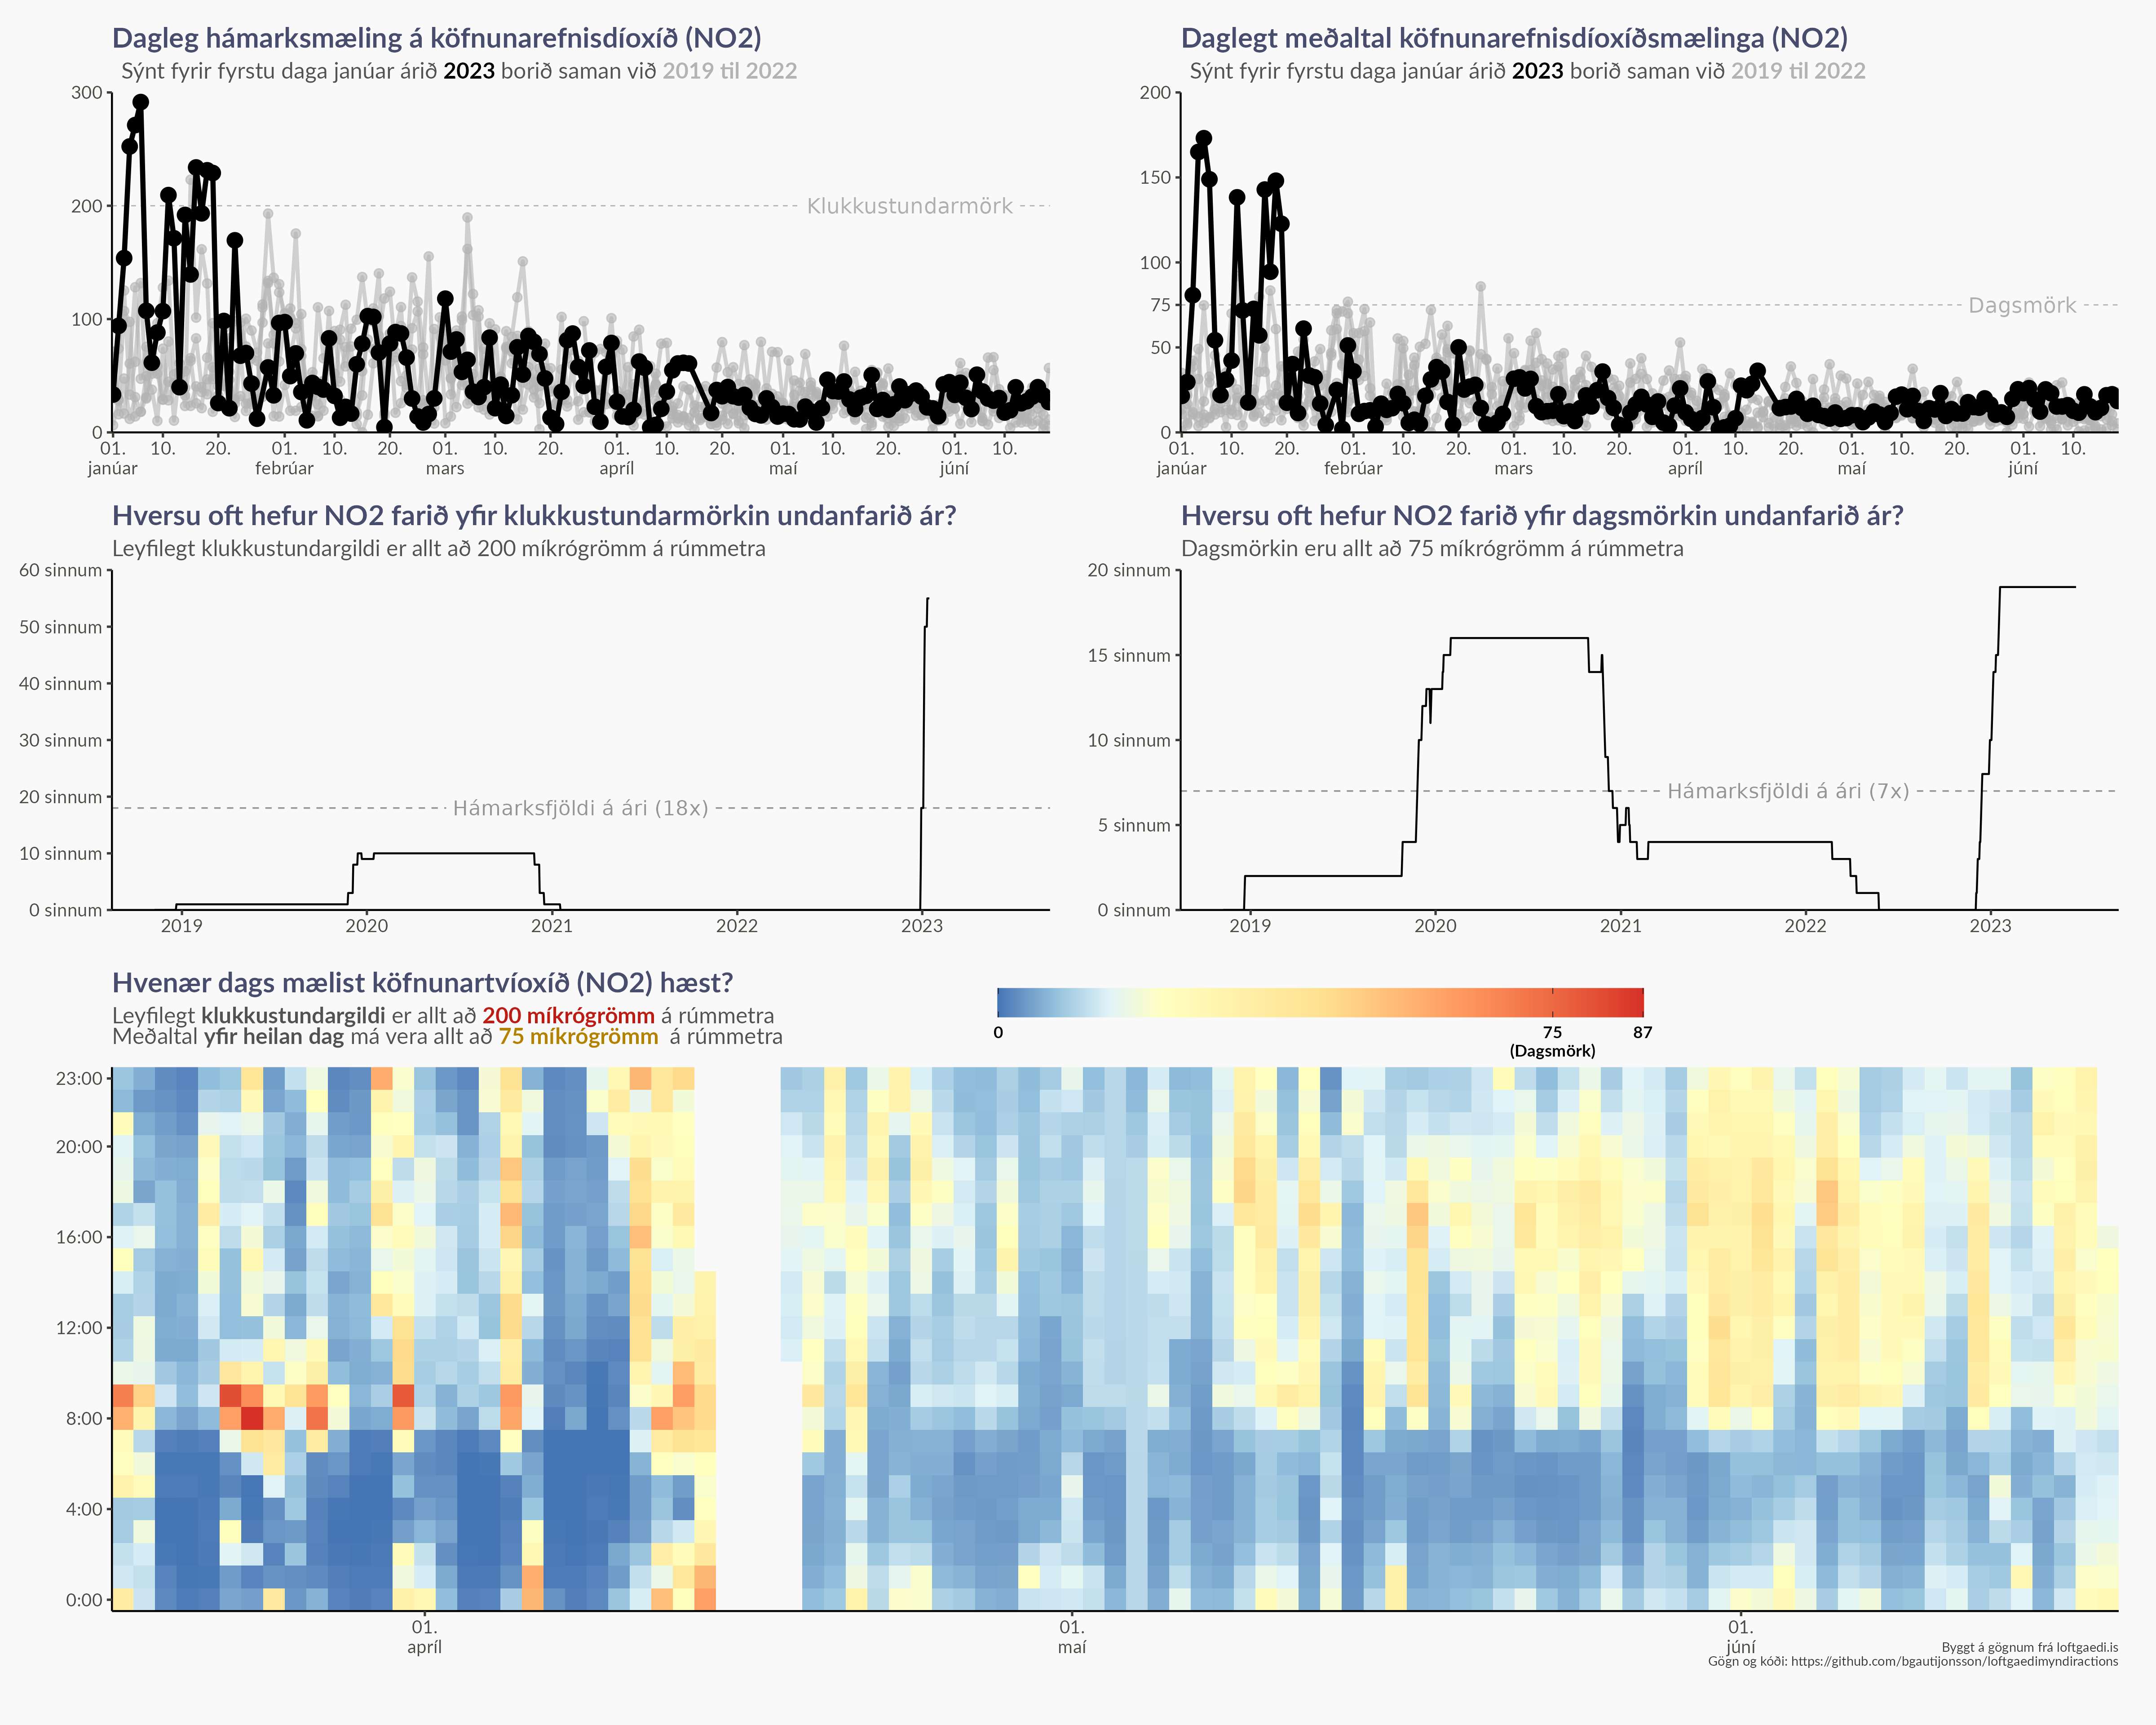 Dagleg hámarksmæling á köfnunarefnisdíoxíð (NO2)
Sýnt fyrir fyrstu daga janúar árið 2023 borið saman við 2019 til 2022
300
200
100
0
Klukkustundarmörk
01. 10. 20. 01. 10. 20. 01. 10. 20. 01. 10. 20. 01. 10. 20. 01. 10.
janúar febrúar mars apríl maí júní
Daglegt meðaltal köfnunarefnisdíoxíðsmælinga (NO2)
Sýnt fyrir fyrstu daga janúar árið 2023 borið saman við 2019 til 2022
200
150
100
75
50
0
Dagsmörk
01. 10. 20. 01. 10. 20. 01. 10. 20. 01. 10. 20. 01. 10. 20. 01. 10.
janúar febrúar mars apríl maí júní
Hversu oft hefur NO2 farið yfir klukkustundarmörkin undanfarið ár?
Leyfilegt klukkustundargildi er allt að 200 míkrógrömm á rúmmetra
60 sinnum
50 sinnum
40 sinnum
30 sinnum
20 sinnum
10 sinnum
0 sinnum
Hámarksfjöldi á ári (18x)
2019 2020 2021 2022 2023
Hversu oft hefur NO2 farið yfir dagsmörkin undanfarið ár?
Dagsmörkin eru allt að 75 míkrógrömm á rúmmetra
20 sinnum
15 sinnum
10 sinnum
5 sinnum
0 sinnum
Hámarksfjöldi á ári (7x)
2019 2020 2021 2022 2023
Hvenær dags mælist köfnunartvíoxíð (NO2) hæst?
Leyfilegt klukkustundargildi er allt að 200 míkrógrömm á rúmmetra
Meðaltal yfir heilan dag má vera allt að 75 míkrógrömm á rúmmetra
0 75 87
(Dagsmörk)
23:00
20:00
16:00
12:00
8:00
4:00
0:00
01. 01. 01.
apríl maí júní
Byggt á gögnum frá loftgaedi.is
Gögn og kóði: https://github.com/bgautijonsson/loftgaedimyndiractions